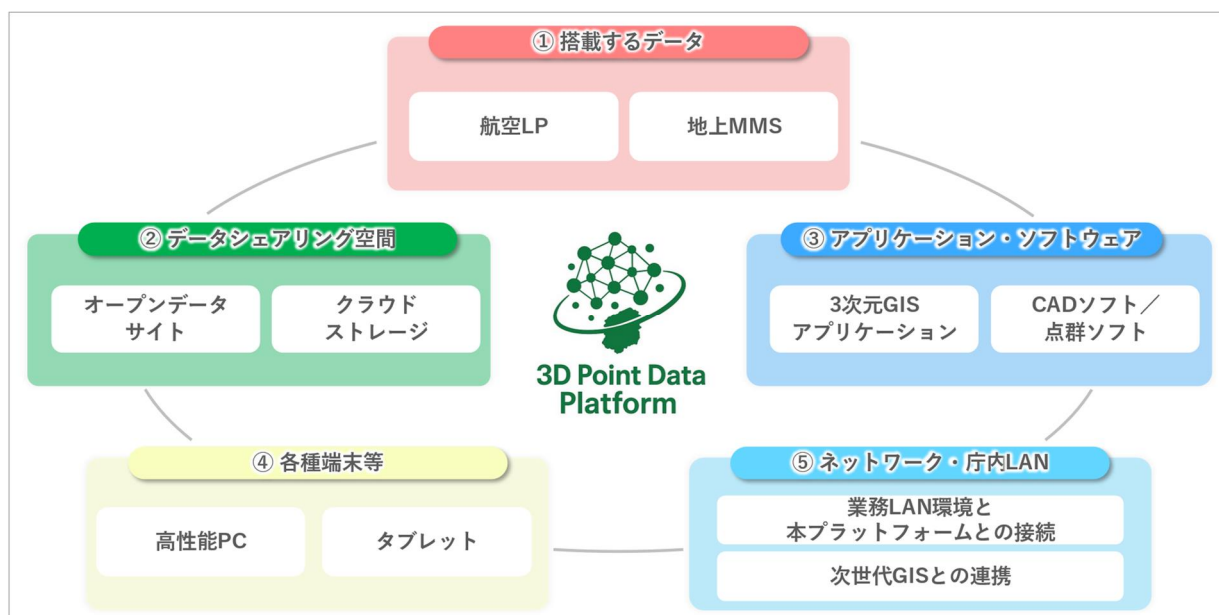 ① 搭載するデータ
航空LP
地上MMS
② データシェアリング空間
オープンデータ
サイト
クラウド
ストレージ
3D Point Data
Platform
③ アプリケーション・ソフトウェア
3次元GIS
アプリケーション
CADソフト／
点群ソフト
④ 各種端末等
高性能PC
タブレット
⑤ ネットワーク・庁内LAN
業務LAN環境と
本プラットフォームとの接続
次世代GISとの連携